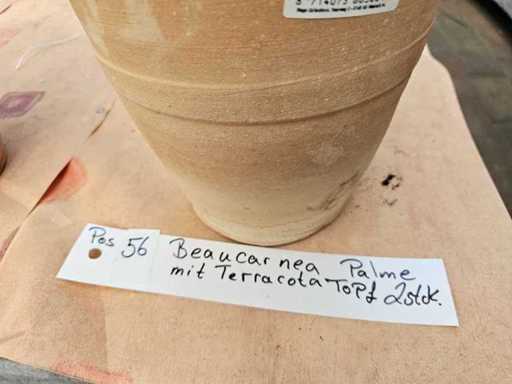 Pos 56 Beaucarnea Palme
mit Terracota Topf 2stck.